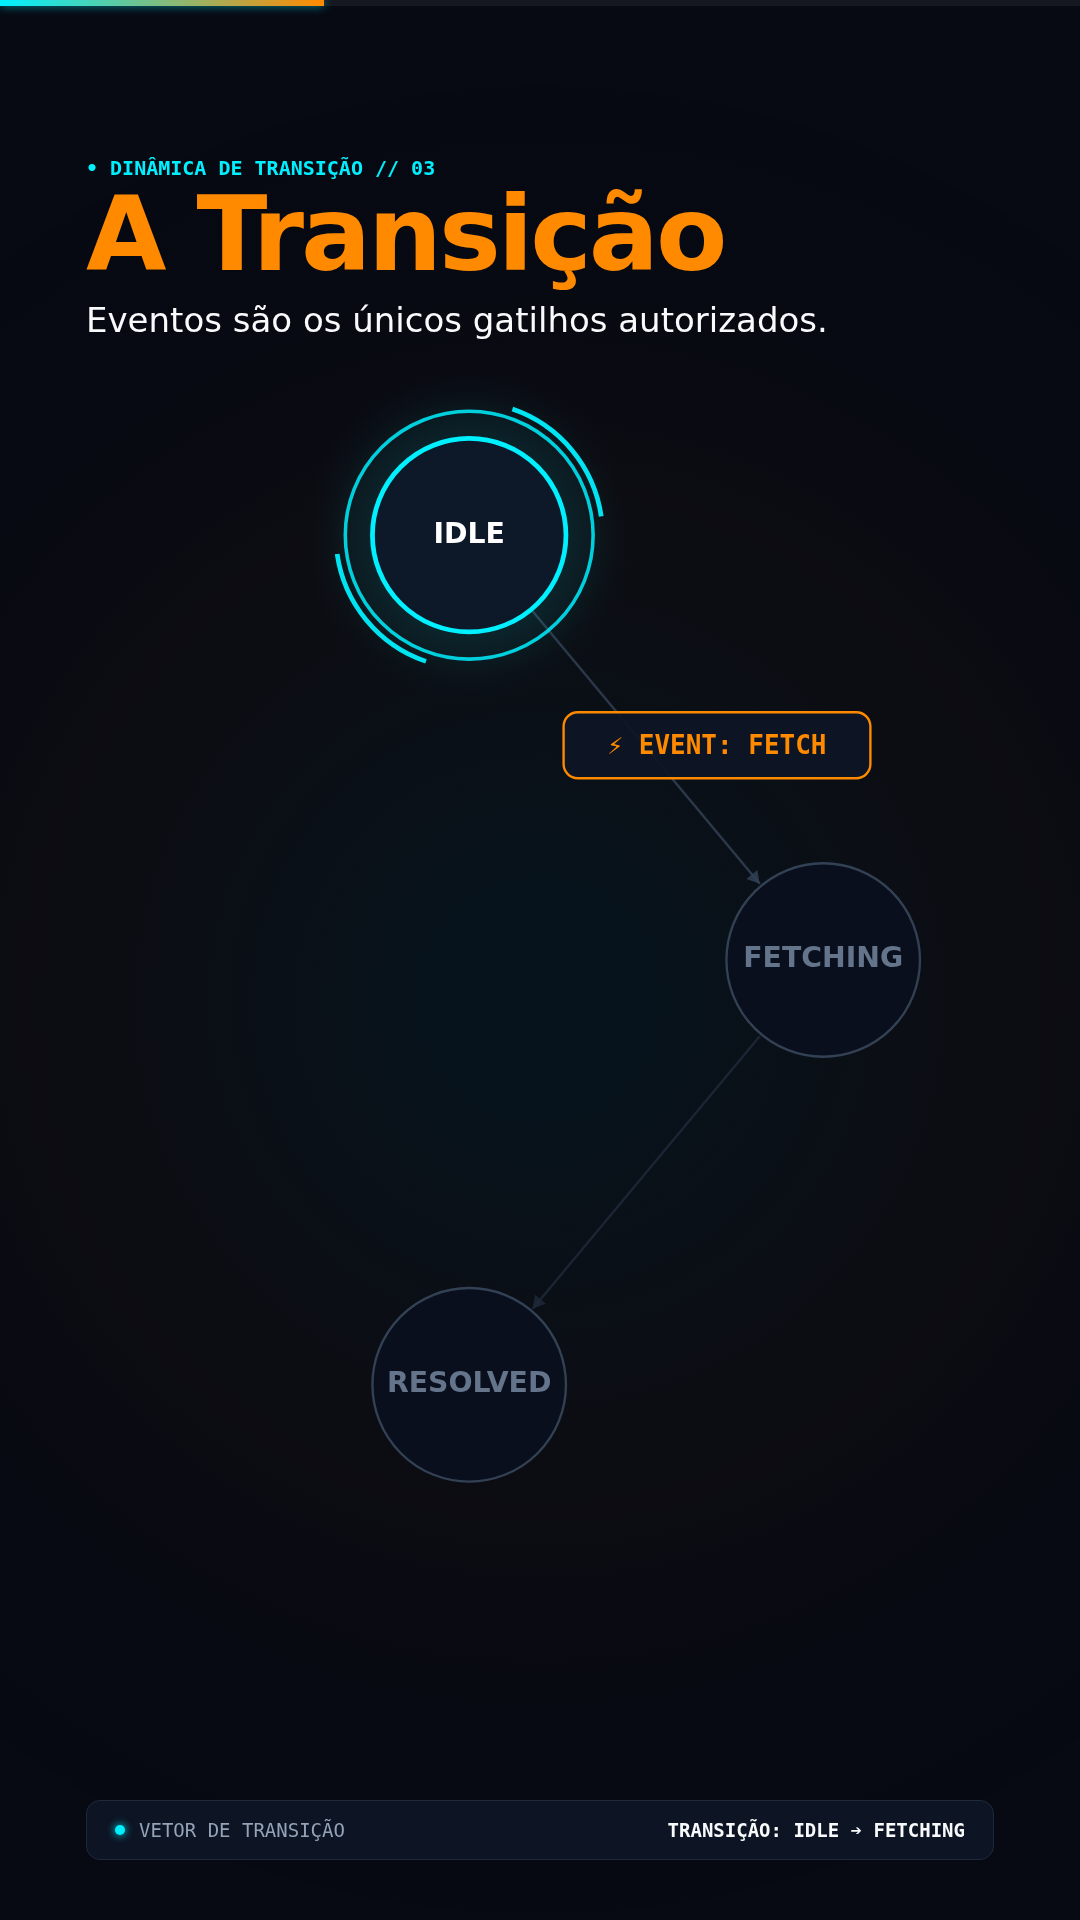 • DINÂMICA DE TRANSIÇÃO // 03
A Transição
Eventos são os únicos gatilhos autorizados.
IDLE
⚡ EVENT: FETCH
FETCHING
RESOLVED
VETOR DE TRANSIÇÃO
TRANSIÇÃO: IDLE → FETCHING